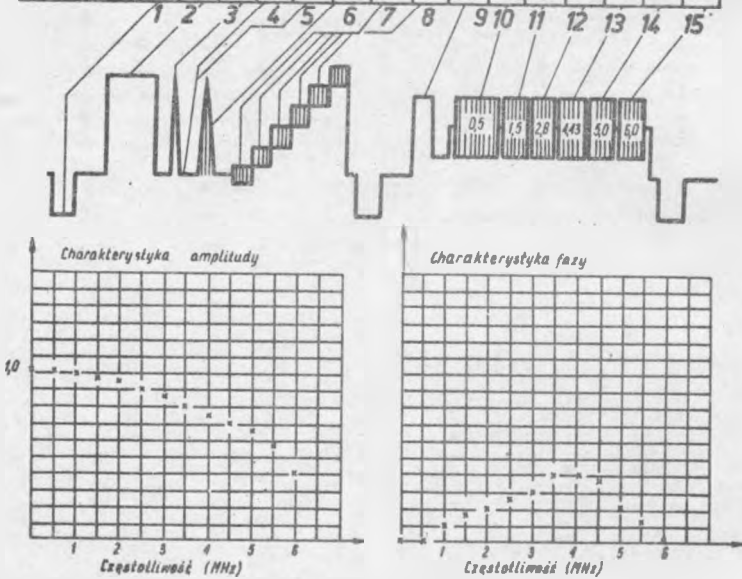 1 2 3 4 5 6 7 8 9 10 11 12 13 14 15
0,5 1,5 2,8 4,43 5,0 6,0
Charakterystyka amplitudy
1,0
1 2 3 4 5 6
Częstotliwość (MHz)
Charakterystyka fazy
1 2 3 4 5 6
Częstotliwość (MHz)